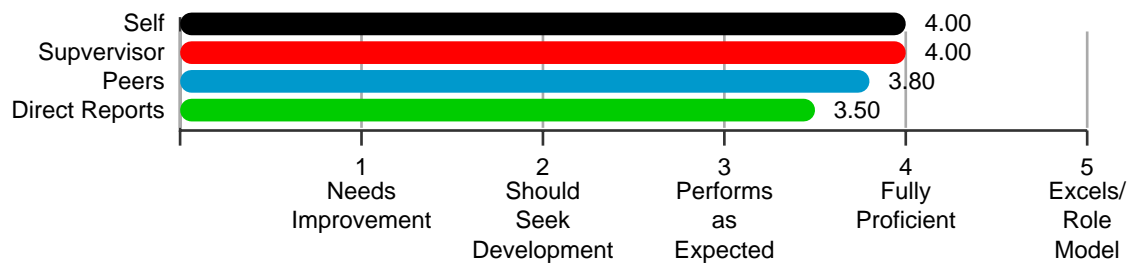 Self 4.00
Supvervisor 4.00
Peers 3.80
Direct Reports 3.50
1 2 3 4 5
Needs Should Performs Fully Excels/
Improvement Seek as Proficient Role
Development Expected Model